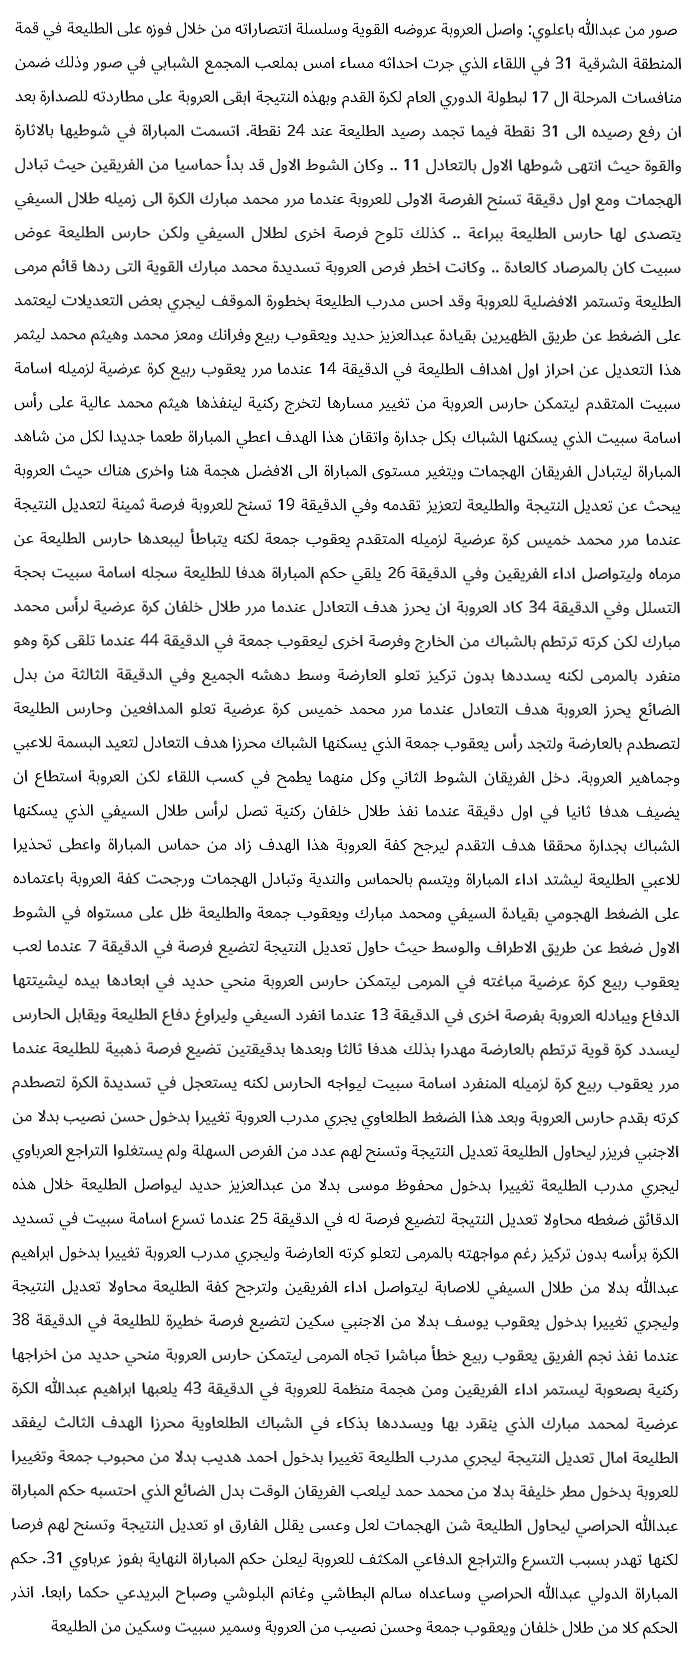 صور من عبدالله باعلوي: واصل العروبة عروضه القوية وسلسلة انتصاراته من خلال فوزه على الطليعة في قمة
المنطقة الشرقية 31 في اللقاء الذي جرت احداثه مساء امس بملعب المجمع الشبابي في صور وذلك ضمن
منافسات المرحلة ال 17 لبطولة الدوري العام لكرة القدم وبهذه النتيجة ابقى العروبة على مطاردته للصدارة بعد
ان رفع رصيده الى 31 نقطة فيما تجمد رصيد الطليعة عند 24 نقطة. اتسمت المباراة في شوطيها بالاثارة
والقوة حيث انتهى شوطها الاول بالتعادل 11 .. وكان الشوط الاول قد بدأ حماسيا من الفريقين حيث تبادل
الهجمات ومع اول دقيقة تسنح الفرصة الاولى للعروبة عندما مرر محمد مبارك الكرة الى زميله طلال السيفي
يتصدى لها حارس الطليعة ببراعة .. كذلك تلوح فرصة اخرى لطلال السيفي ولكن حارس الطليعة عوض
سبيت كان بالمرصاد كالعادة .. وكانت اخطر فرص العروبة تسديدة محمد مبارك القوية التى ردها قائم مرمى
الطليعة وتستمر الافضلية للعروبة وقد احس مدرب الطليعة بخطورة الموقف ليجري بعض التعديلات ليعتمد
على الضغط عن طريق الظهيرين بقيادة عبدالعزيز حديد ويعقوب ربيع وفرانك ومعز محمد وهيثم محمد ليثمر
هذا التعديل عن احراز اول اهداف الطليعة في الدقيقة 14 عندما مرر يعقوب ربيع كرة عرضية لزميله اسامة
سبيت المتقدم ليتمكن حارس العروبة من تغيير مسارها لتخرج ركنية لينفذها هيثم محمد عالية على رأس
اسامة سبيت الذي يسكنها الشباك بكل جدارة واتقان هذا الهدف اعطي المباراة طعما جديدا لكل من شاهد
المباراة ليتبادل الفريقان الهجمات ويتغير مستوى المباراة الى الافضل هجمة هنا واخرى هناك حيث العروبة
يبحث عن تعديل النتيجة والطليعة لتعزيز تقدمه وفي الدقيقة 19 تسنح للعروبة فرصة ثمينة لتعديل النتيجة
عندما مرر محمد خميس كرة عرضية لزميله المتقدم يعقوب جمعة لكنه يتباطأ ليبعدها حارس الطليعة عن
مرماه وليتواصل اداء الفريقين وفي الدقيقة 26 يلقي حكم المباراة هدفا للطليعة سجله اسامة سبيت بحجة
التسلل وفي الدقيقة 34 كاد العروبة ان يحرز هدف التعادل عندما مرر طلال خلفان كرة عرضية لرأس محمد
مبارك لكن كرته ترتطم بالشباك من الخارج وفرصة اخرى ليعقوب جمعة في الدقيقة 44 عندما تلقى كرة وهو
منفرد بالمرمى لكنه يسددها بدون تركيز تعلو العارضة وسط دهشه الجميع وفي الدقيقة الثالثة من بدل
الضائع يحرز العروبة هدف التعادل عندما مرر محمد خميس كرة عرضية تعلو المدافعين وحارس الطليعة
لتصطدم بالعارضة ولتجد رأس يعقوب جمعة الذي يسكنها الشباك محرزا هدف التعادل لتعيد البسمة للاعبي
وجماهير العروبة. دخل الفريقان الشوط الثاني وكل منهما يطمح في كسب اللقاء لكن العروبة استطاع ان
يضيف هدفا ثانيا في اول دقيقة عندما نفذ طلال خلفان ركنية تصل لرأس طلال السيفي الذي يسكنها
الشباك بجدارة محققا هدف التقدم ليرجح كفة العروبة هذا الهدف زاد من حماس المباراة واعطى تحذيرا
للاعبي الطليعة ليشتد اداء المباراة ويتسم بالحماس والندية وتبادل الهجمات ورجحت كفة العروبة باعتماده
على الضغط الهجومي بقيادة السيفي ومحمد مبارك ويعقوب جمعة والطليعة ظل على مستواه في الشوط
الاول ضغط عن طريق الاطراف والوسط حيث حاول تعديل النتيجة لتضيع فرصة في الدقيقة 7 عندما لعب
يعقوب ربيع كرة عرضية مباغته في المرمى ليتمكن حارس العروبة منحي حديد في ابعادها بيده ليشيتتها
الدفاع ويبادله العروبة بفرصة اخرى في الدقيقة 13 عندما انفرد السيفي وليراوغ دفاع الطليعة ويقابل الحارس
ليسدد كرة قوية ترتطم بالعارضة مهدرا بذلك هدفا ثالثا وبعدها بدقيقتين تضيع فرصة ذهبية للطليعة عندما
مرر يعقوب ربيع كرة لزميله المنفرد اسامة سبيت ليواجه الحارس لكنه يستعجل في تسديدة الكرة لتصطدم
كرته بقدم حارس العروبة وبعد هذا الضغط الطلعاوي يجري مدرب العروبة تغييرا بدخول حسن نصيب بدلا من
الاجنبي فريزر ليحاول الطليعة تعديل النتيجة وتسنح لهم عدد من الفرص السهلة ولم يستغلوا التراجع العرباوي
ليجري مدرب الطليعة تغييرا بدخول محفوظ موسى بدلا من عبدالعزيز حديد ليواصل الطليعة خلال هذه
الدقائق ضغطه محاولا تعديل النتيجة لتضيع فرصة له في الدقيقة 25 عندما تسرع اسامة سبيت في تسديد
الكرة برأسه بدون تركيز رغم مواجهته بالمرمى لتعلو كرته العارضة وليجري مدرب العروبة تغييرا بدخول ابراهيم
عبدالله بدلا من طلال السيفي للاصابة ليتواصل اداء الفريقين ولترجح كفة الطليعة محاولا تعديل النتيجة
وليجري تغييرا بدخول يعقوب يوسف بدلا من الاجنبي سكين لتضيع فرصة خطيرة للطليعة في الدقيقة 38
عندما نفذ نجم الفريق يعقوب ربيع خطأ مباشرا تجاه المرمى ليتمكن حارس العروبة منحي حديد من اخراجها
ركنية بصعوبة ليستمر اداء الفريقين ومن هجمة منظمة للعروبة في الدقيقة 43 يلعبها ابراهيم عبدالله الكرة
عرضية لمحمد مبارك الذي ينقرد بها ويسددها بذكاء في الشباك الطلعاوية محرزا الهدف الثالث ليفقد
الطليعة امال تعديل النتيجة ليجري مدرب الطليعة تغييرا بدخول احمد هديب بدلا من محبوب جمعة وتغييرا
للعروبة بدخول مطر خليفة بدلا من محمد حمد ليلعب الفريقان الوقت بدل الضائع الذي احتسبه حكم المباراة
عبدالله الحراصي ليحاول الطليعة شن الهجمات لعل وعسى يقلل الفارق او تعديل النتيجة وتسنح لهم فرصا
لكنها تهدر بسبب التسرع والتراجع الدفاعي المكثف للعروبة ليعلن حكم المباراة النهاية بفوز عرباوي 31. حكم
المباراة الدولي عبدالله الحراصي وساعداه سالم البطاشي وغانم البلوشي وصباح البريدعي حكما رابعا. انذر
الحكم كلا من طلال خلفان ويعقوب جمعة وحسن نصيب من العروبة وسمير سبيت وسكين من الطليعة